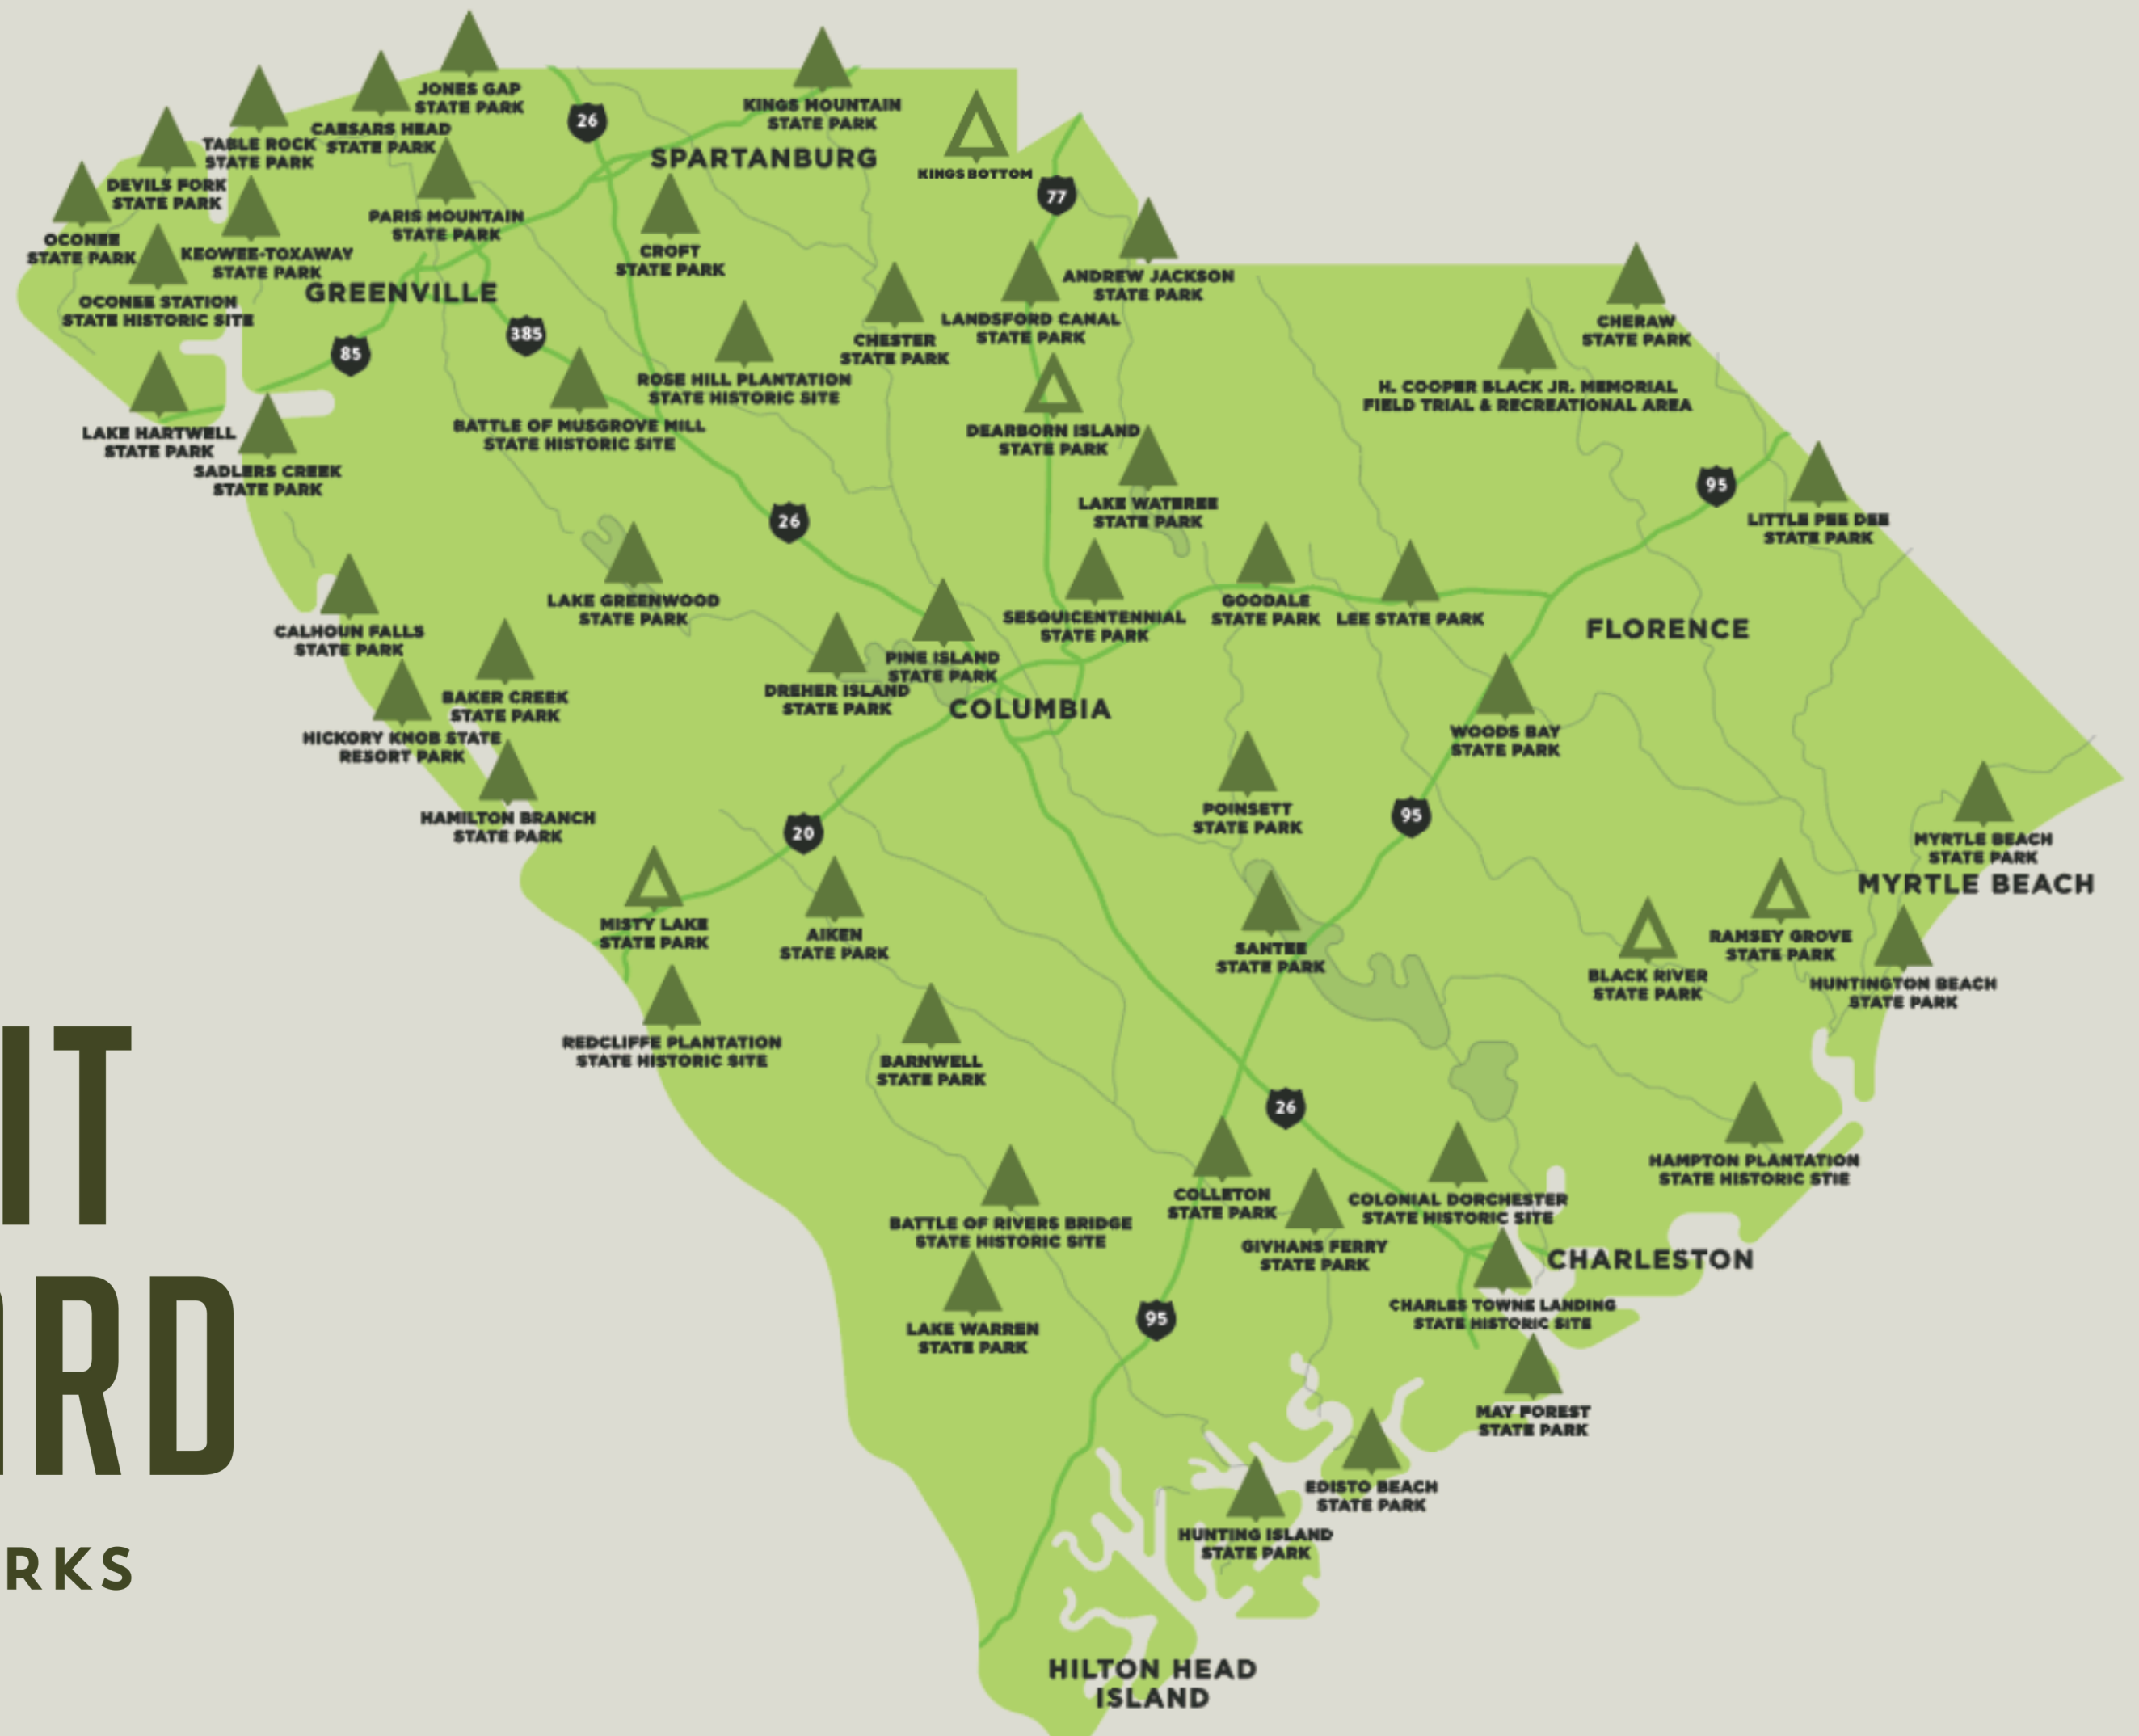 JONES GAP
STATE PARK
KINGS MOUNTAIN
STATE PARK
CAESARS HEAD
STATE PARK
TABLE ROCK
STATE PARK
26
SPARTANBURG
KINGS BOTTOM
DEVILS FORK
STATE PARK
77
PARIS MOUNTAIN
STATE PARK
OCONEE
STATE PARK
KEOWEE-TOXAWAY
STATE PARK
CROFT
STATE PARK
ANDREW JACKSON
STATE PARK
GREENVILLE
OCONEE STATION
STATE HISTORIC SITE
LANDSFORD CANAL
STATE PARK
CHERAW
STATE PARK
385
CHESTER
STATE PARK
85
ROSE HILL PLANTATION
STATE HISTORIC SITE
H. COOPER BLACK JR. MEMORIAL
FIELD TRIAL & RECREATIONAL AREA
BATTLE OF MUSGROVE MILL
STATE HISTORIC SITE
DEARBORN ISLAND
STATE PARK
LAKE HARTWELL
STATE PARK
SADLERS CREEK
STATE PARK
95
LAKE WATEREE
STATE PARK
26
LITTLE PEE DEE
STATE PARK
LAKE GREENWOOD
STATE PARK
SESQUICENTENNIAL
STATE PARK
GOODALE
STATE PARK
LEE STATE PARK
CALHOUN FALLS
STATE PARK
FLORENCE
PINE ISLAND
STATE PARK
DREHER ISLAND
STATE PARK
BAKER CREEK
STATE PARK
COLUMBIA
HICKORY KNOB STATE
RESORT PARK
WOODS BAY
STATE PARK
HAMILTON BRANCH
STATE PARK
POINSETT
STATE PARK
95
20
MYRTLE BEACH
STATE PARK
MYRTLE BEACH
MISTY LAKE
STATE PARK
AIKEN
STATE PARK
SANTEE
STATE PARK
RAMSEY GROVE
STATE PARK
BLACK RIVER
STATE PARK
HUNTINGTON BEACH
STATE PARK
REDCLIFFE PLANTATION
STATE HISTORIC SITE
BARNWELL
STATE PARK
26
HAMPTON PLANTATION
STATE HISTORIC STIE
COLLETON
STATE PARK
COLONIAL DORCHESTER
STATE HISTORIC SITE
BATTLE OF RIVERS BRIDGE
STATE HISTORIC SITE
GIVHANS FERRY
STATE PARK
CHARLESTON
CHARLES TOWNE LANDING
STATE HISTORIC SITE
95
LAKE WARREN
STATE PARK
MAY FOREST
STATE PARK
EDISTO BEACH
STATE PARK
HUNTING ISLAND
STATE PARK
HILTON HEAD
ISLAND
IT
RD
RKS